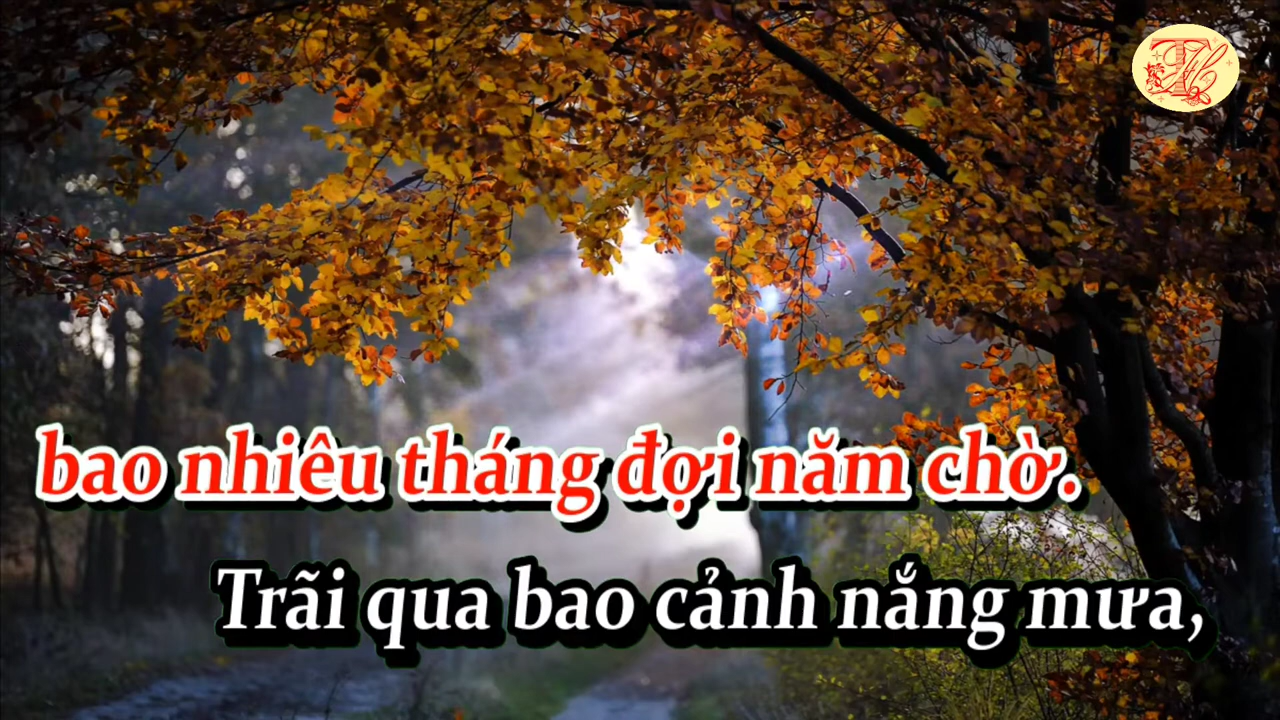 bao nhiêu tháng đợi năm chờ.
Trãi qua bao cảnh nắng mưa,